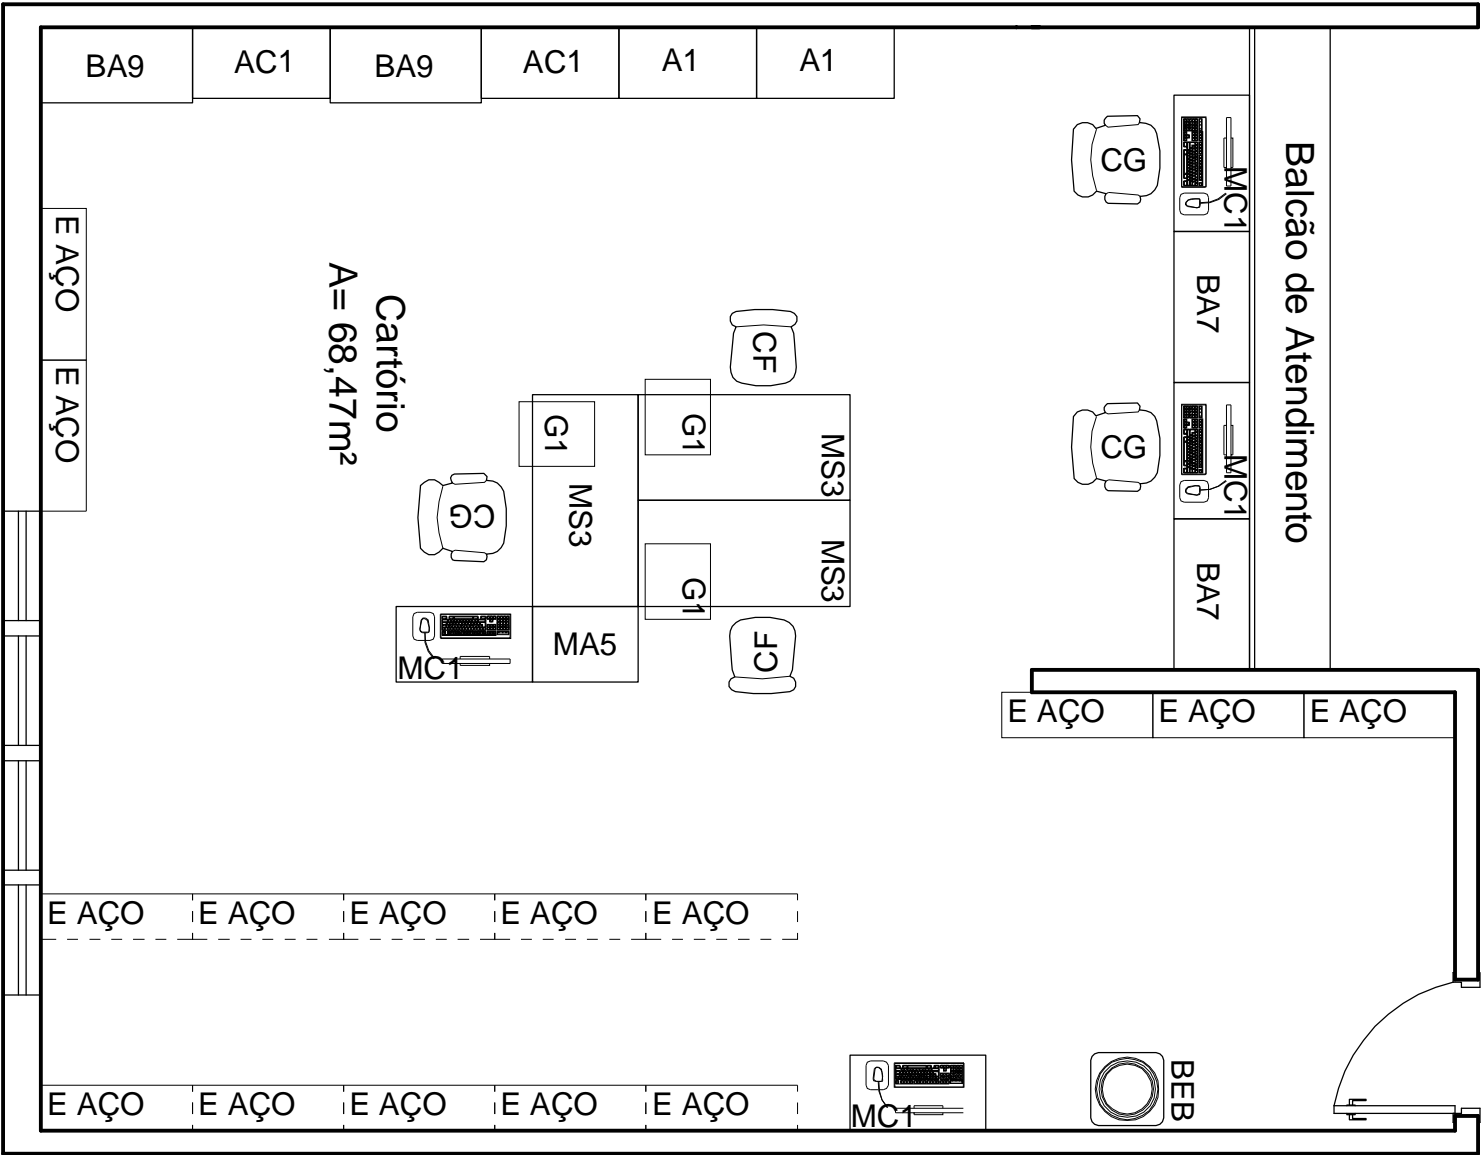 BA9
AC1
BA9
AC1
A1
A1
CG
MC1
Balcão de Atendimento
E AÇO
BA7
Cartório
A= 68,47m²
CF
E AÇO
G1
G1
MS3
CG
MC1
CG
MS3
MS3
G1
BA7
MA5
CF
MC1
E AÇO
E AÇO
E AÇO
E AÇO
E AÇO
E AÇO
E AÇO
E AÇO
BEB
E AÇO
E AÇO
E AÇO
E AÇO
E AÇO
MC1